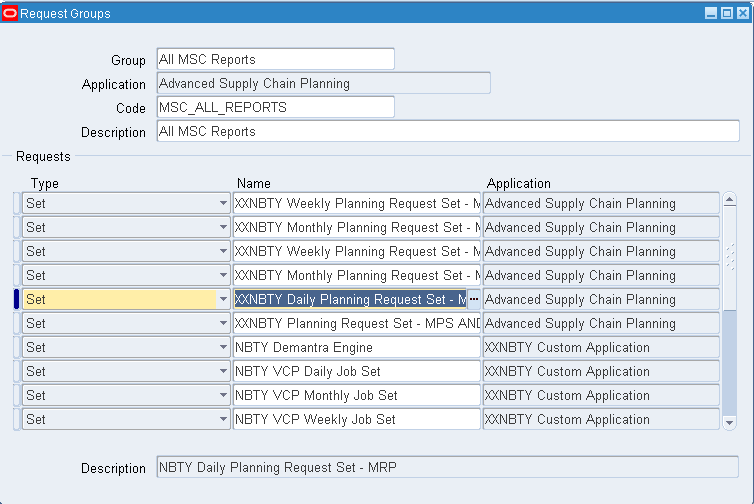 Request Groups
Group All MSC Reports
Application Advanced Supply Chain Planning
Code MSC_ALL_REPORTS
Description All MSC Reports
Requests
Type Name Application
Set XXNBTY Weekly Planning Request Set - M Advanced Supply Chain Planning
Set XXNBTY Monthly Planning Request Set - M Advanced Supply Chain Planning
Set XXNBTY Weekly Planning Request Set - M Advanced Supply Chain Planning
Set XXNBTY Monthly Planning Request Set - M Advanced Supply Chain Planning
Set XXNBTY Daily Planning Request Set - M ... Advanced Supply Chain Planning
Set XXNBTY Planning Request Set - MPS AND Advanced Supply Chain Planning
Set NBTY Demantra Engine XXNBTY Custom Application
Set NBTY VCP Daily Job Set XXNBTY Custom Application
Set NBTY VCP Monthly Job Set XXNBTY Custom Application
Set NBTY VCP Weekly Job Set XXNBTY Custom Application
Description NBTY Daily Planning Request Set - MRP